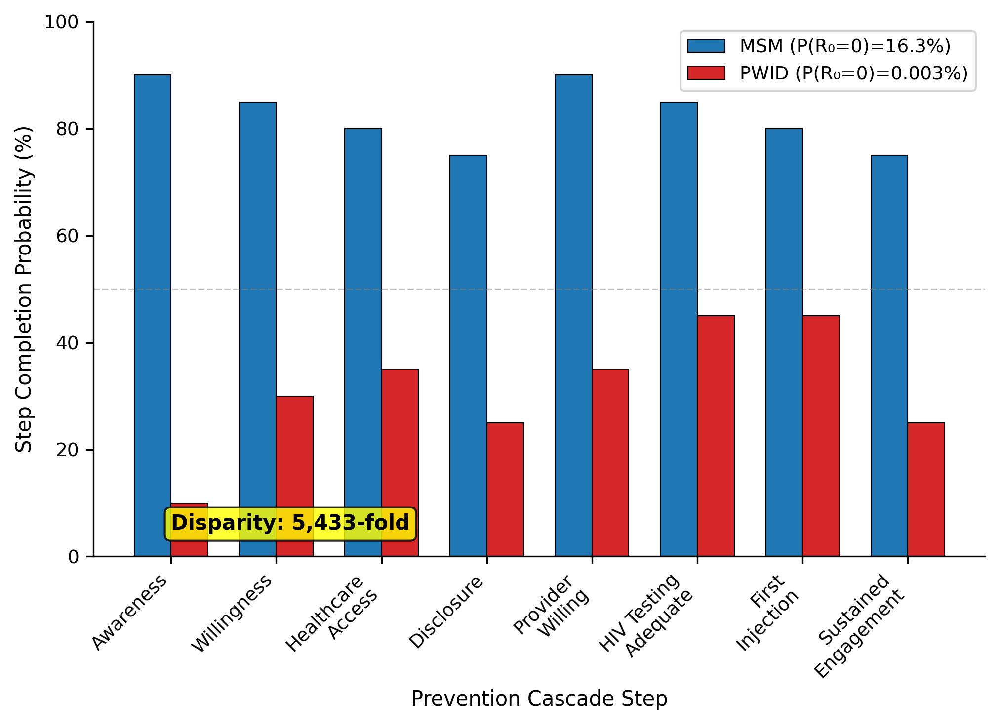 100
80
60
40
20
0
Step Completion Probability (%)
MSM (P(R₀=0)=16.3%)
PWID (P(R₀=0)=0.003%)
Disparity: 5,433-fold
Awareness
Willingness
Healthcare
Access
Disclosure
Provider
Willing
HIV Testing
Adequate
First
Injection
Sustained
Engagement
Prevention Cascade Step